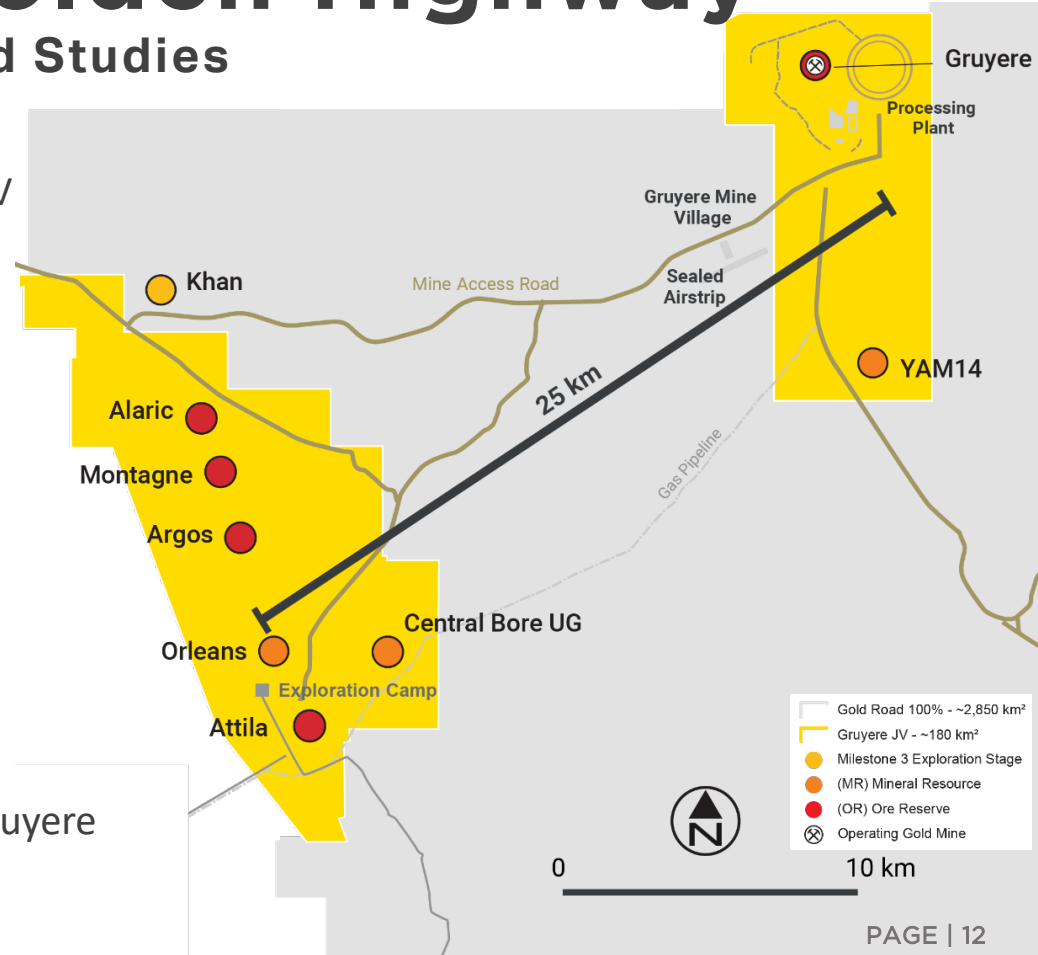 olden Highway
d Studies
V
Gruyere
Processing
Plant
Gruyere Mine
Village
Sealed
Airstrip
Khan
Mine Access Road
YAM14
25 km
Alaric
Gas Pipeline
Montagne
Argos
Central Bore UG
Orleans
Exploration Camp
Attila
Gold Road 100% - ~2,850 km²
Gruyere JV - ~180 km²
Milestone 3 Exploration Stage
(MR) Mineral Resource
(OR) Ore Reserve
Operating Gold Mine
uyere
N
0 10 km
PAGE | 12